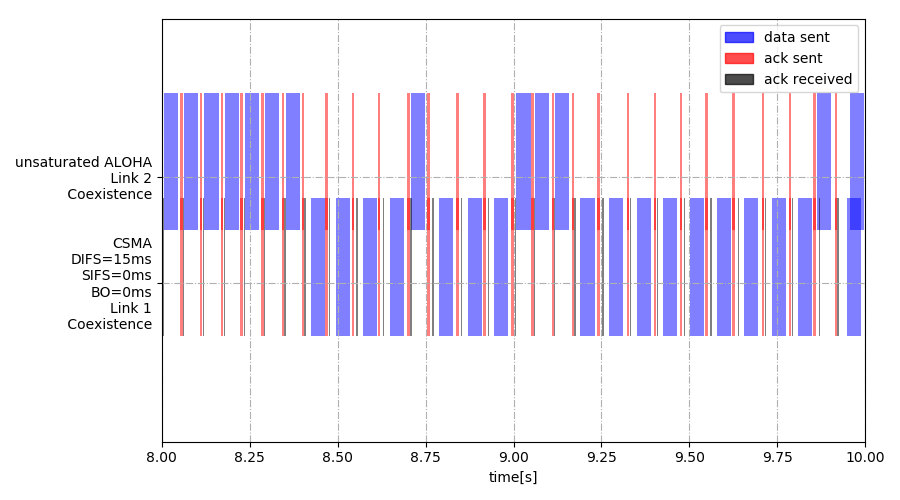 data sent
ack sent
ack received
unsaturated ALOHA
Link 2
Coexistence
CSMA
DIFS=15ms
SIFS=0ms
BO=0ms
Link 1
Coexistence
8.00 8.25 8.50 8.75 9.00 9.25 9.50 9.75 10.00
time[s]